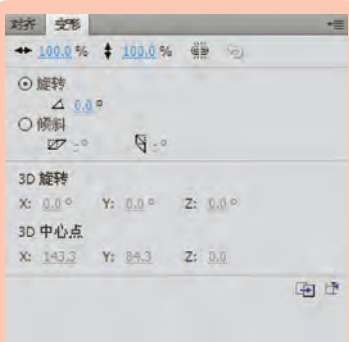 对齐 变形
100.0 % 100.0 %
旋转
0.0 °
倾斜
- ° - °
3D 旋转
X: 0.0 ° Y: 0.0 ° Z: 0.0 °
3D 中心点
X: 143.3 Y: 84.3 Z: 0.0